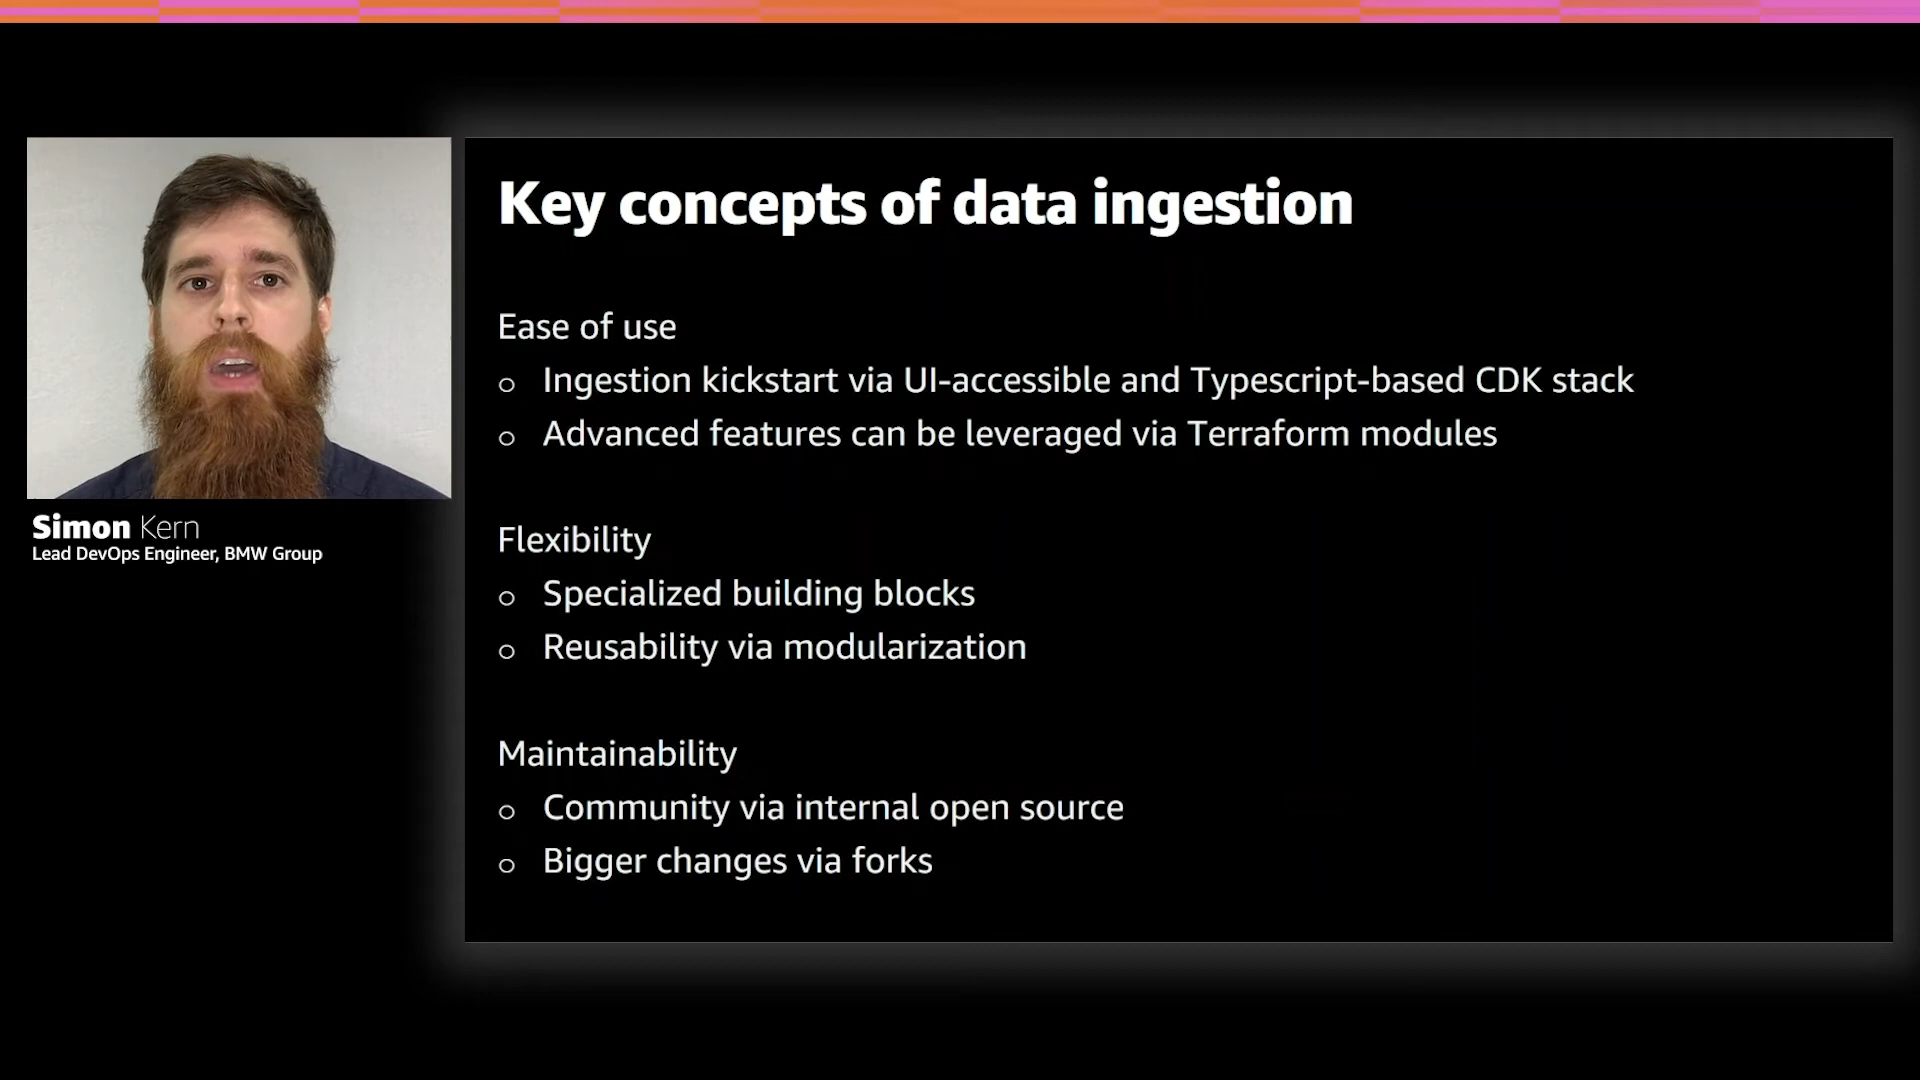 Key concepts of data ingestion
Ease of use
o Ingestion kickstart via UI-accessible and Typescript-based CDK stack
o Advanced features can be leveraged via Terraform modules
Flexibility
o Specialized building blocks
o Reusability via modularization
Maintainability
o Community via internal open source
o Bigger changes via forks
Simon Kern
Lead DevOps Engineer, BMW Group